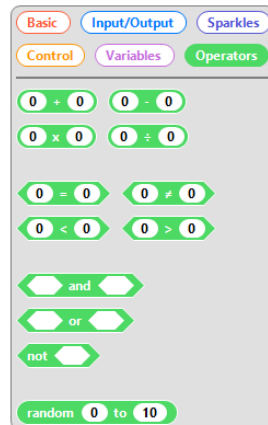 Basic Input/Output Sparkles
Control Variables Operators
0 + 0 0 - 0
0 x 0 0 ÷ 0
0 = 0 0 ≠ 0
0 < 0 0 > 0
and
or
not
random 0 to 10